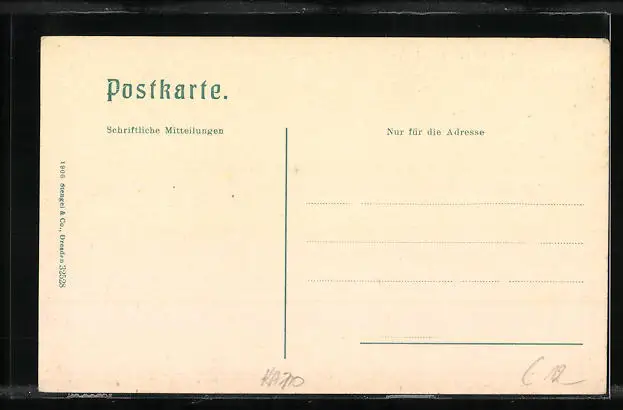 Postkarte.
Schriftliche Mitteilungen
Nur für die Adresse
1906 Stengel & Co., Dresden 32528